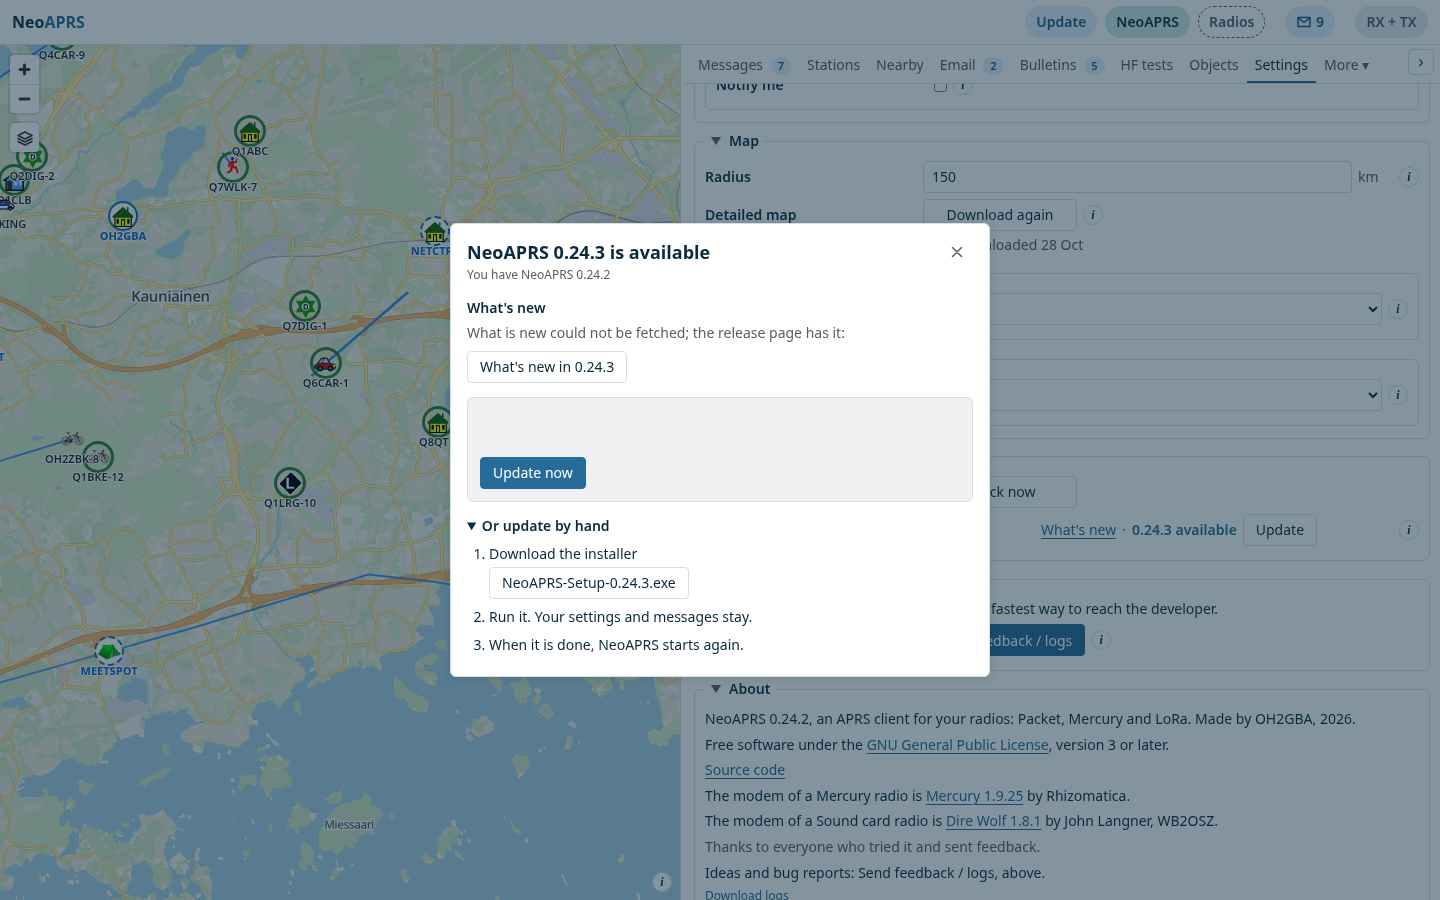 NeoAPRS
Update
NeoAPRS
Radios
9
RX + TX
Messages 7
Stations
Nearby
Email 2
Bulletins 5
HF tests
Objects
Settings
More ▾
›
Notify me
i
Map
Radius
150
km
i
Detailed map
Download again
i
loaded 28 Oct
i
i
ck now
What's new · 0.24.3 available
Update
i
fastest way to reach the developer.
edback / logs
i
About
NeoAPRS 0.24.2, an APRS client for your radios: Packet, Mercury and LoRa. Made by OH2GBA, 2026.
Free software under the GNU General Public License, version 3 or later.
Source code
The modem of a Mercury radio is Mercury 1.9.25 by Rhizomatica.
The modem of a Sound card radio is Dire Wolf 1.8.1 by John Langner, WB2OSZ.
Thanks to everyone who tried it and sent feedback.
Ideas and bug reports: Send feedback / logs, above.
Download logs
NeoAPRS 0.24.3 is available
You have NeoAPRS 0.24.2
What's new
What is new could not be fetched; the release page has it:
What's new in 0.24.3
Update now
Or update by hand
1. Download the installer
NeoAPRS-Setup-0.24.3.exe
2. Run it. Your settings and messages stay.
3. When it is done, NeoAPRS starts again.
+
−
Q4CAR-9
Q1ABC
D
Q2DIG-2
Q7WLK-7
KING
OH2GBA
NETCTR
Kauniainen
D
Q7DIG-1
Q6CAR-1
Q8QT
OH2ZBK-8
Q1BKE-12
L
Q1LRG-10
MEETSPOT
Miessaari
i